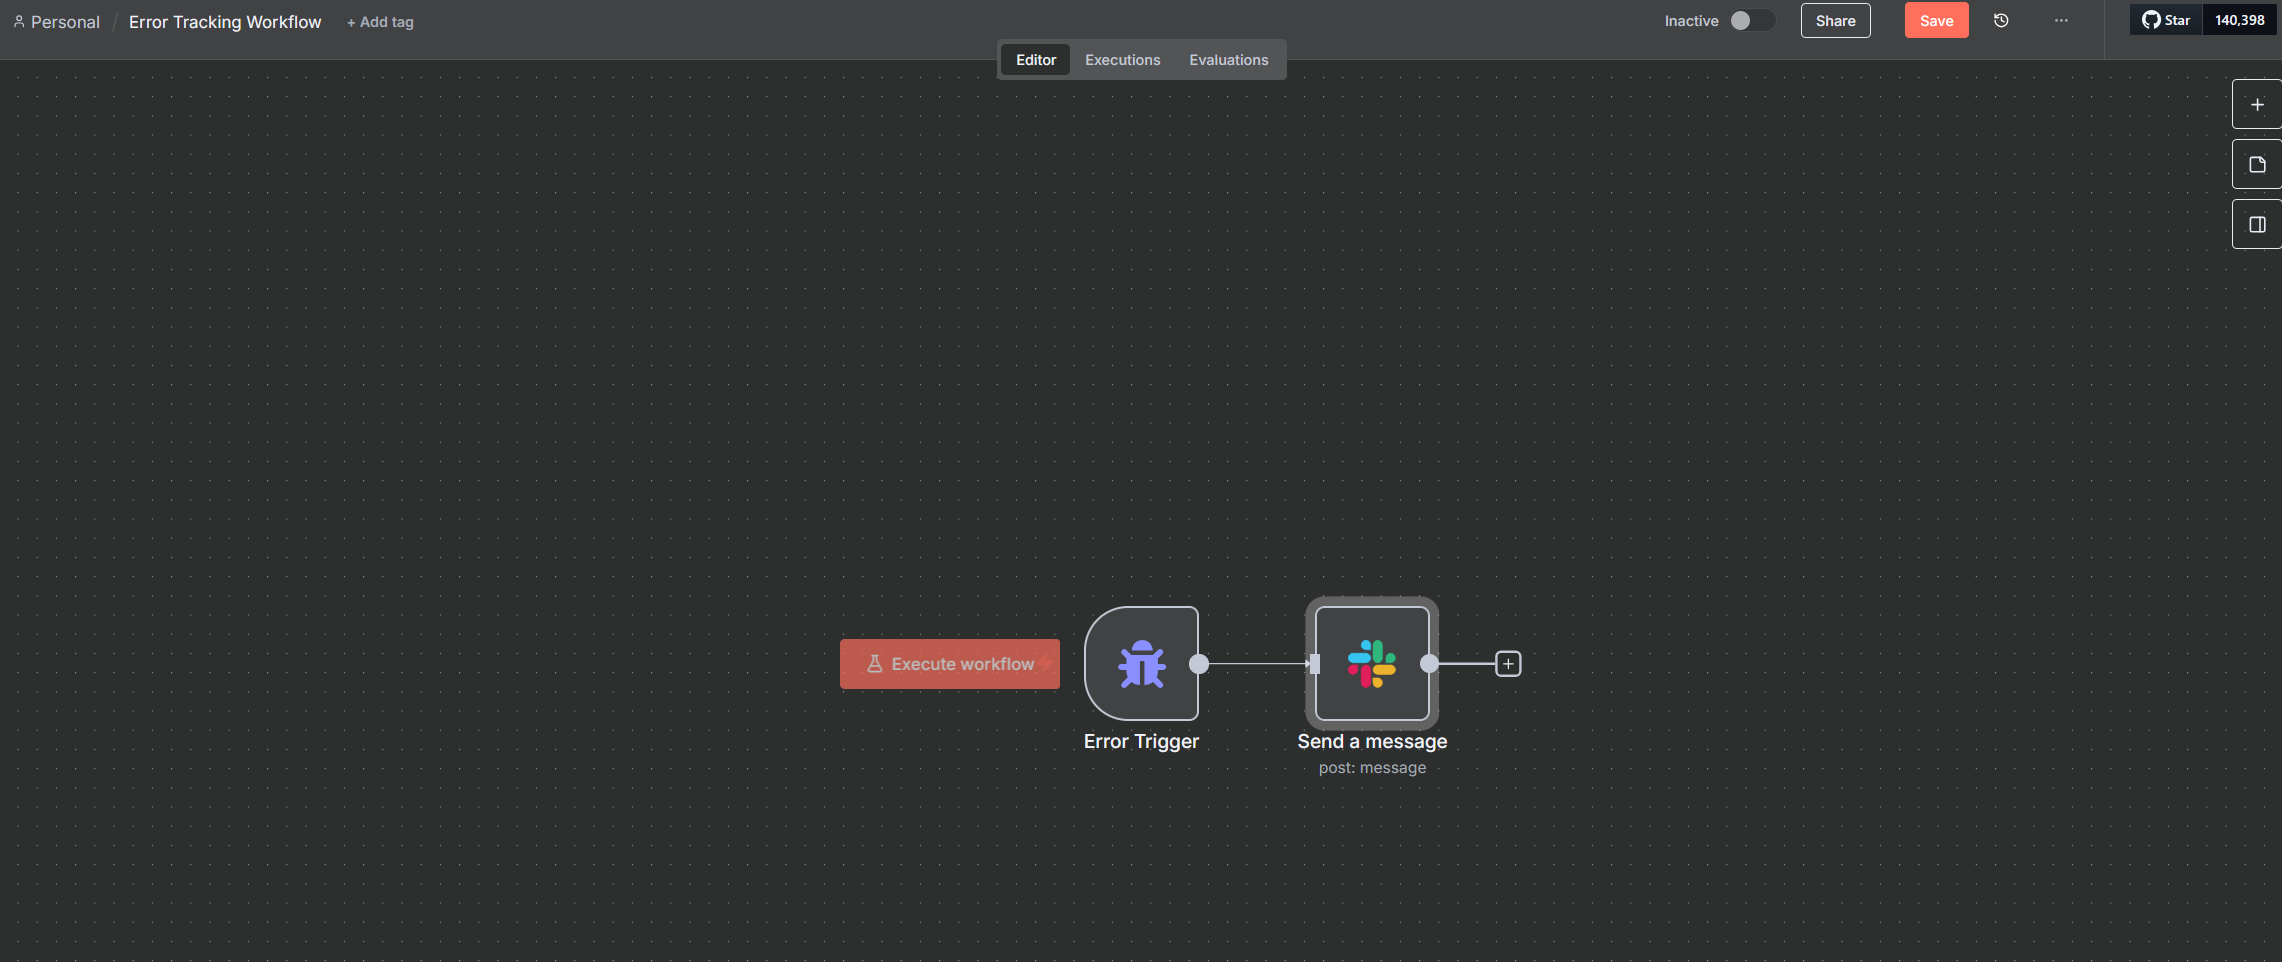 Personal / Error Tracking Workflow + Add tag
Inactive Share Save ... Star 140,398
Editor Executions Evaluations
Execute workflow
Error Trigger
Send a message
post: message